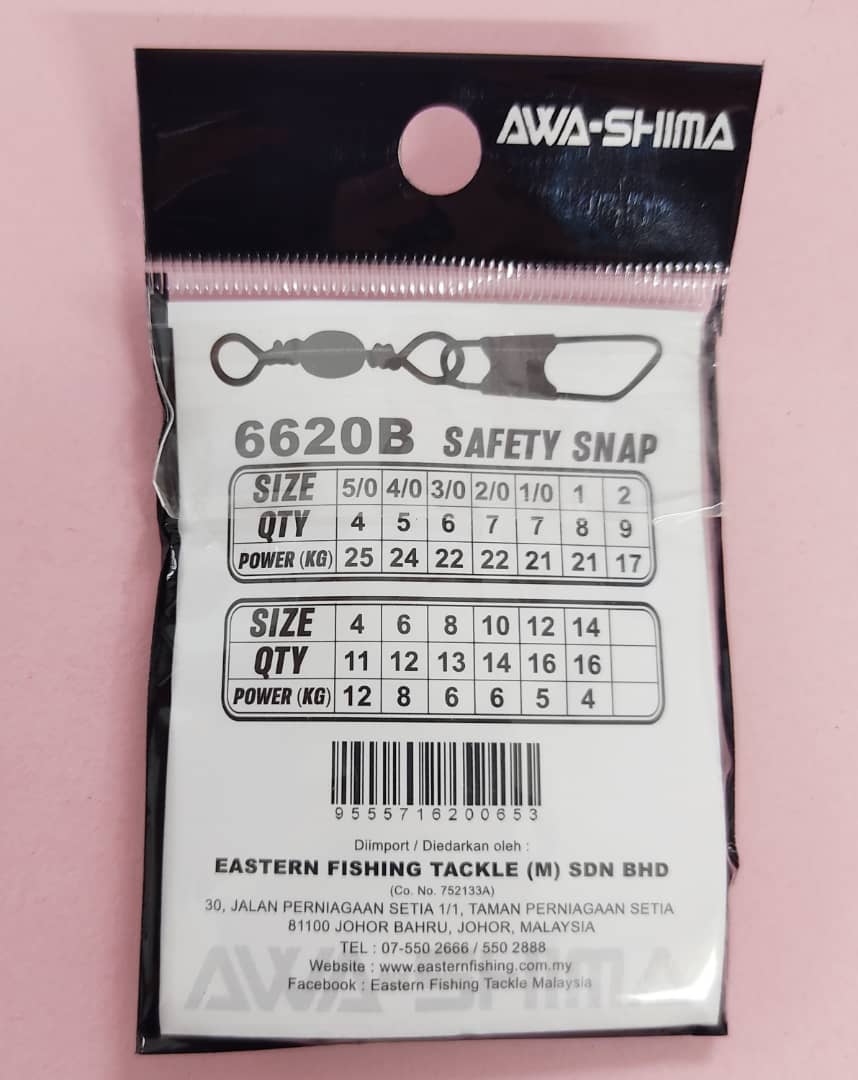 AWA-SHIMA
6620B SAFETY SNAP
SIZE 5/0 4/0 3/0 2/0 1/0 1 2
QTY 4 5 6 7 7 8 9
POWER (KG) 25 24 22 22 21 21 17
SIZE 4 6 8 10 12 14
QTY 11 12 13 14 16 16
POWER (KG) 12 8 6 6 5 4
9555716200653
Diimport / Diedarkan oleh :
EASTERN FISHING TACKLE (M) SDN BHD
(Co. No. 752133A)
30, JALAN PERNIAGAAN SETIA 1/1, TAMAN PERNIAGAAN SETIA
81100 JOHOR BAHRU, JOHOR, MALAYSIA
TEL : 07-550 2666 / 550 2888
Website : www.easternfishing.com.my
Facebook : Eastern Fishing Tackle Malaysia